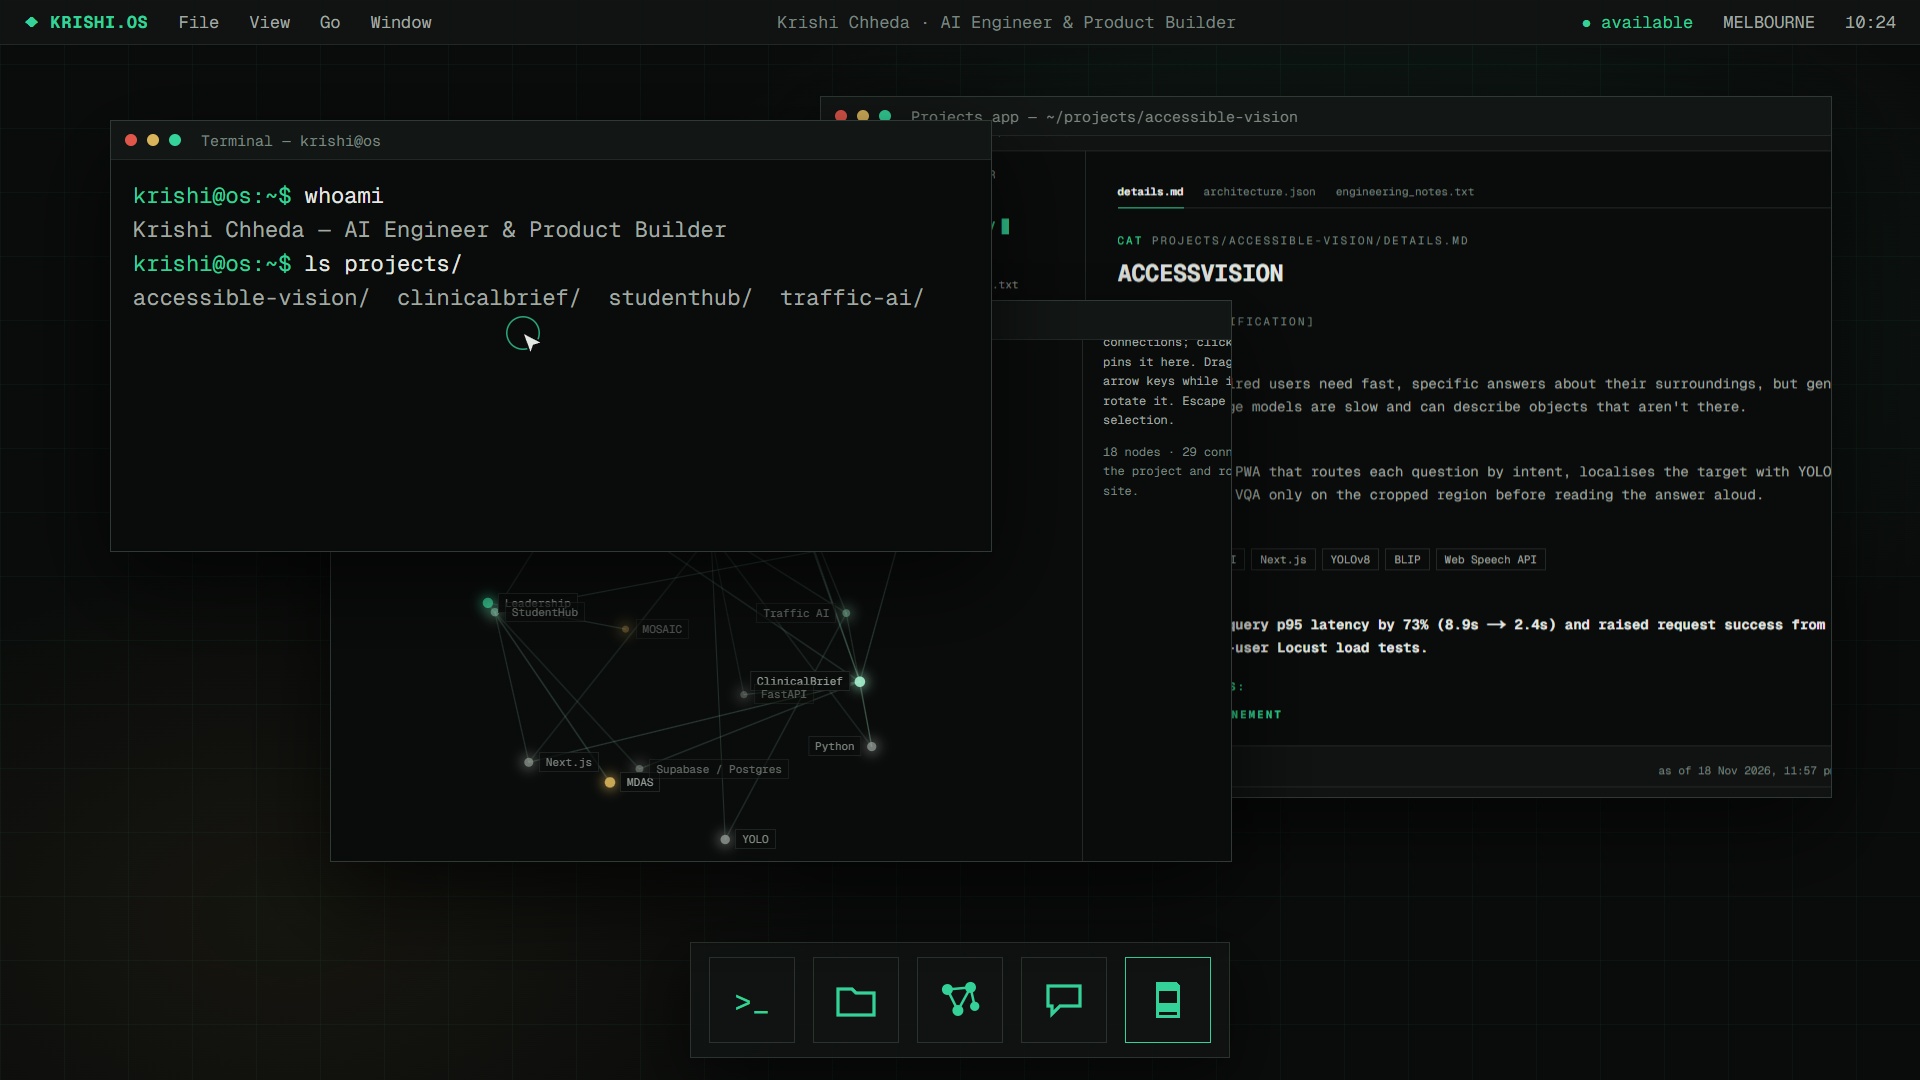 KRISHI.OS File View Go Window
Krishi Chheda · AI Engineer & Product Builder
available MELBOURNE 10:24
Projects.app — ~/projects/accessible-vision
Terminal — krishi@os
krishi@os:~$ whoami
Krishi Chheda — AI Engineer & Product Builder
krishi@os:~$ ls projects/
accessible-vision/ clinicalbrief/ studenthub/ traffic-ai/
details.md architecture.json engineering_notes.txt
CAT PROJECTS/ACCESSIBLE-VISION/DETAILS.MD
ACCESSVISION
.txt
users need fast, specific answers about their surroundings, but
models are slow and can describe objects that aren't there.
PWA that routes each question by intent, localises the target with YOLO
VQA only on the cropped region before reading the answer aloud.
Next.js YOLOv8 BLIP Web Speech API
query p95 latency by 73% (8.9s → 2.4s) and raised request success from
-user Locust load tests.
as of 18 Nov 2026, 11:57
connections; click
pins it here. Drag
arrow keys while
rotate it. Escape
selection.
18 nodes · 29
the project and
site.
Leadership
StudentHub
MOSAIC
Traffic AI
ClinicalBrief
FastAPI
Python
Next.js
Supabase / Postgres
MDAS
YOLO
>_